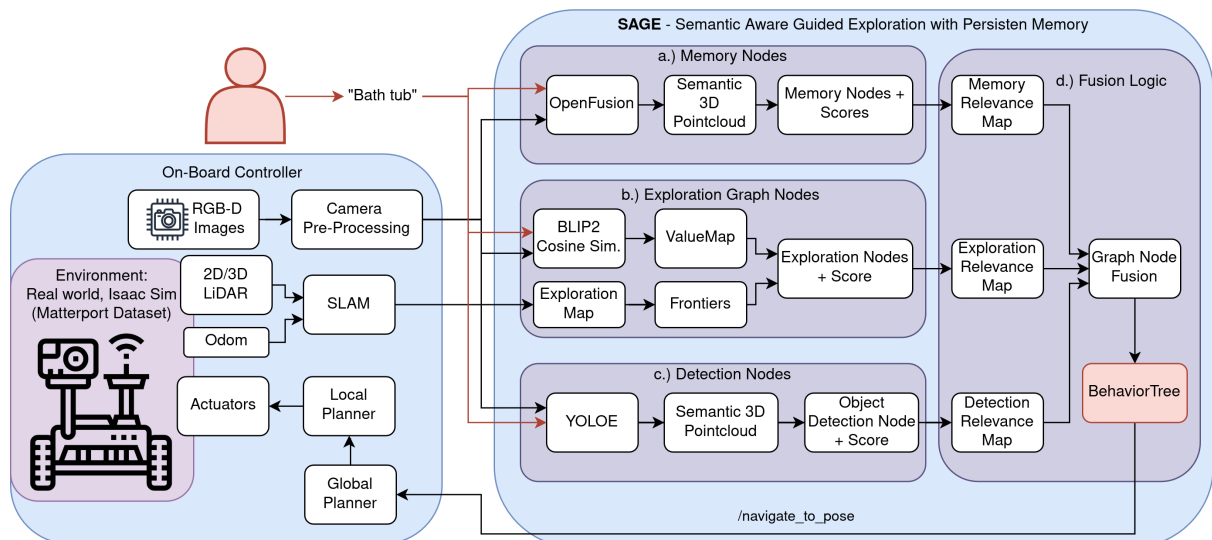 SAGE - Semantic Aware Guided Exploration with Persisten Memory
a.) Memory Nodes
"Bath tub"
OpenFusion
Semantic
3D
Pointcloud
Memory Nodes +
Scores
Memory
Relevance
Map
d.) Fusion Logic
On-Board Controller
RGB-D
Images
Camera
Pre-Processing
b.) Exploration Graph Nodes
BLIP2
Cosine Sim.
ValueMap
Exploration
Map
Frontiers
Exploration Nodes
+ Score
Exploration
Relevance
Map
Graph Node
Fusion
Environment:
Real world, Isaac Sim
(Matterport Dataset)
2D/3D
LiDAR
Odom
SLAM
Actuators
Local
Planner
Global
Planner
c.) Detection Nodes
YOLOE
Semantic 3D
Pointcloud
Object
Detection Node
+ Score
Detection
Relevance
Map
BehaviorTree
/navigate_to_pose